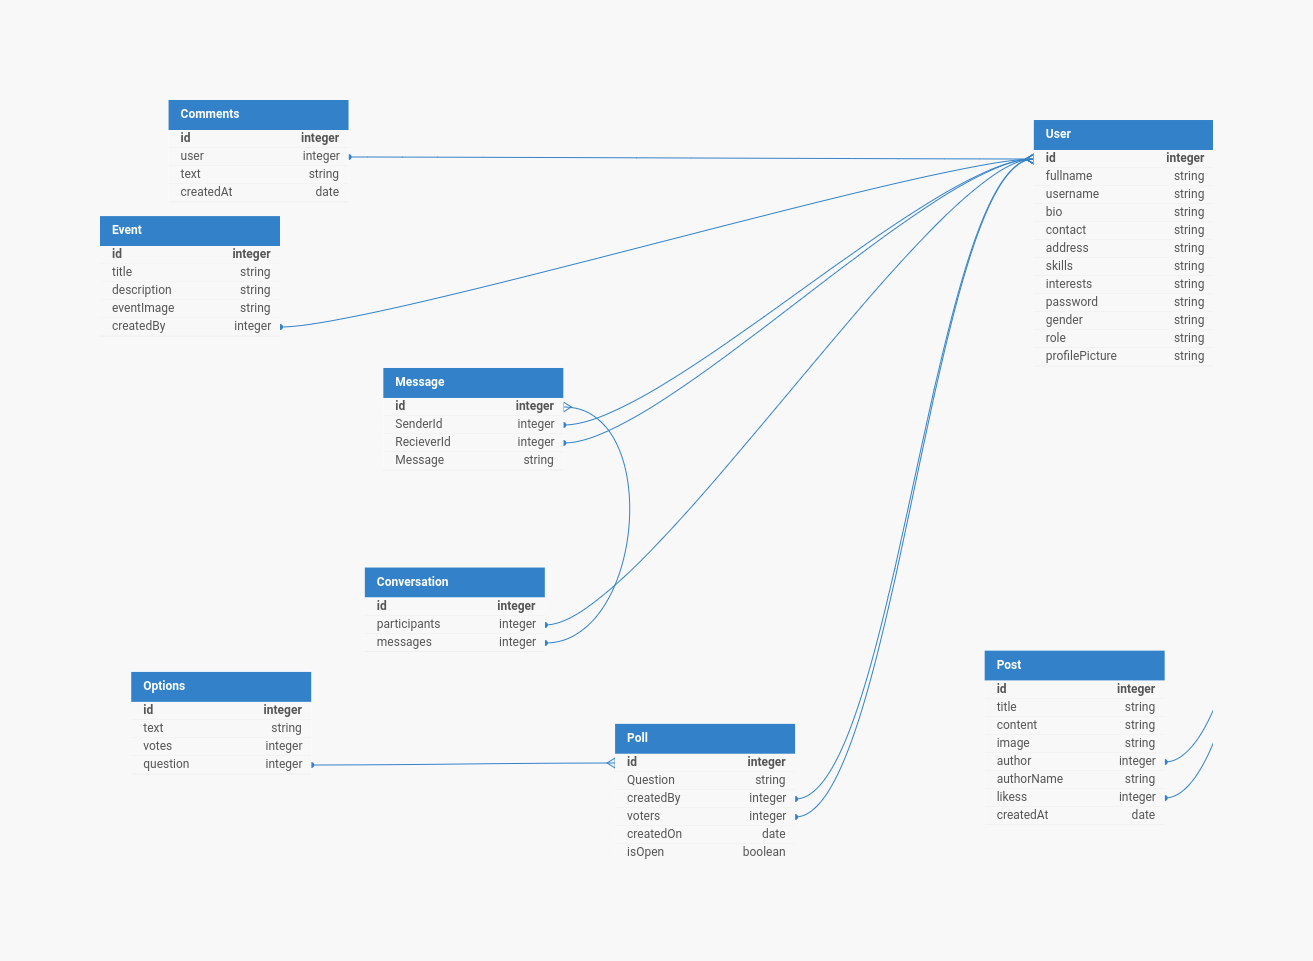 Comments
id integer
user integer
text string
createdAt date
User
id integer
fullname string
username string
bio string
contact string
address string
skills string
interests string
password string
gender string
role string
profilePicture string
Event
id integer
title string
description string
eventImage string
createdBy integer
Message
id integer
SenderId integer
RecieverId integer
Message string
Conversation
id integer
participants integer
messages integer
Options
id integer
text string
votes integer
question integer
Poll
id integer
Question string
createdBy integer
voters integer
createdOn date
isOpen boolean
Post
id integer
title string
content string
image string
author integer
authorName string
likess integer
createdAt date